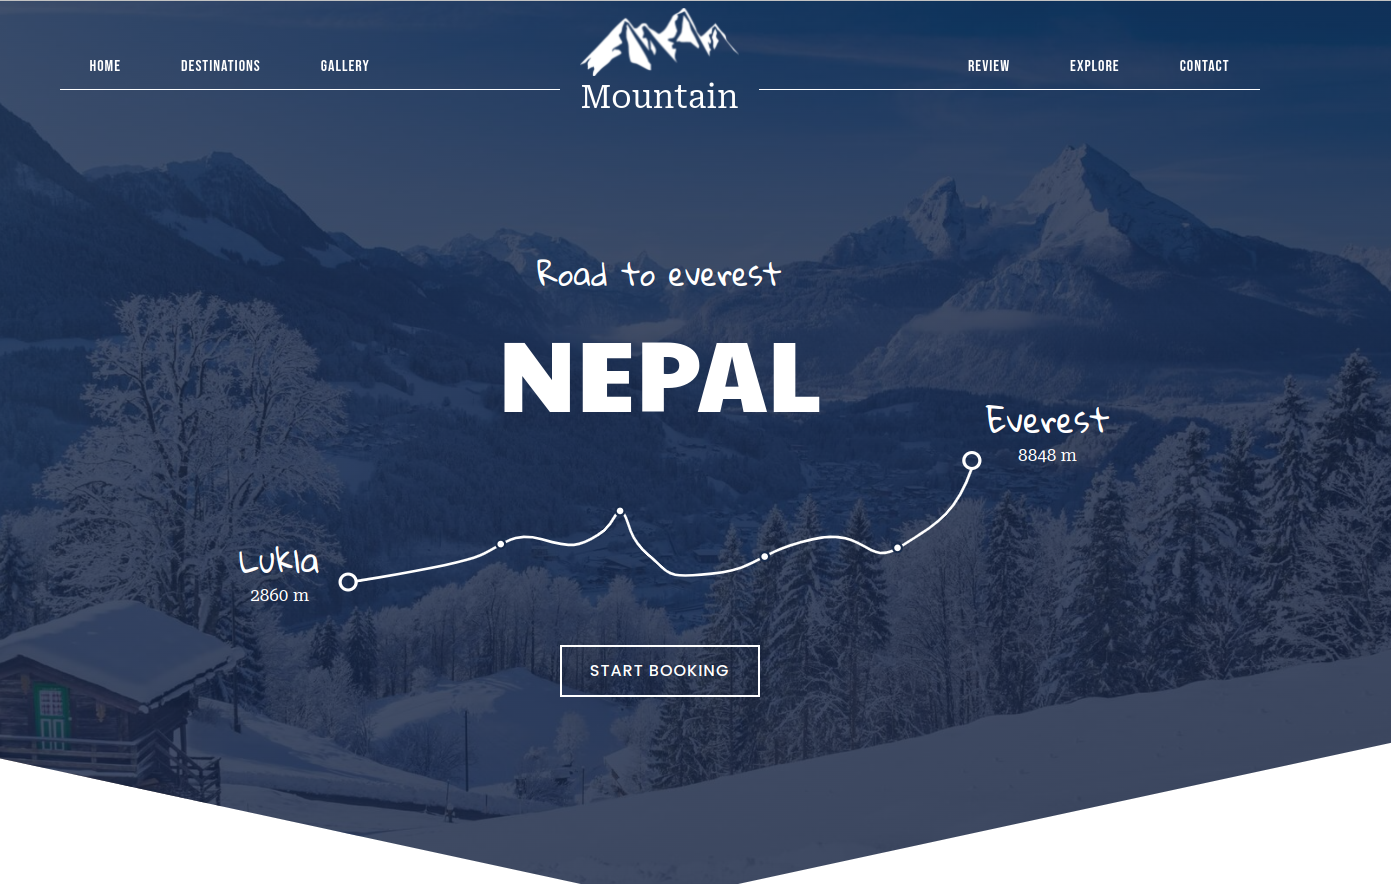 HOME DESTINATIONS GALLERY
Mountain
REVIEW EXPLORE CONTACT
Road to everest
NEPAL
Everest
8848 m
Lukla
2860 m
START BOOKING